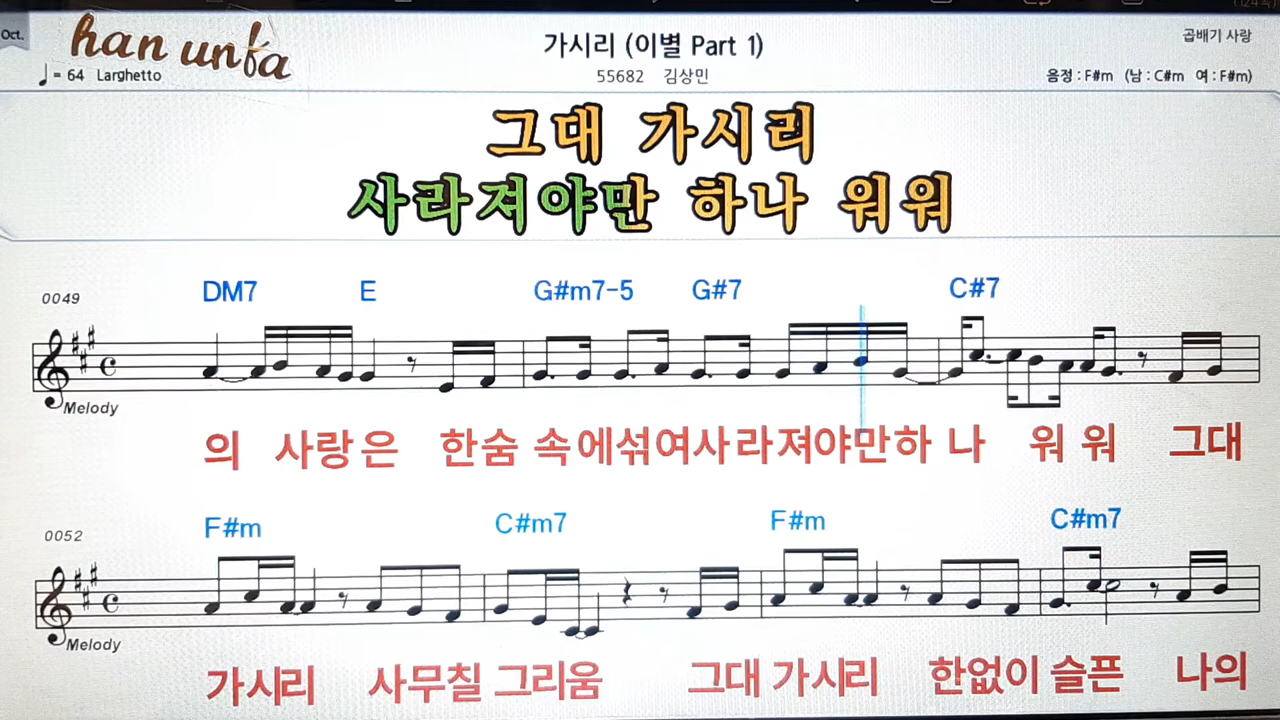 Oct.
han unfa
가시리 (이별 Part 1)
곱배기 사랑
♩= 64 Larghetto
55682 김상민
음정 : F#m (남 : C#m 여 : F#m)
그대 가시리
사라져야만 하나 워워
0049
DM7 E G#m7-5 G#7 C#7
Melody
의 사랑은 한숨 속에섞여사라져야만하 나 워 워 그대
0052
F#m C#m7 F#m C#m7
Melody
가시리 사무칠 그리움 그대 가시리 한없이 슬픈 나의